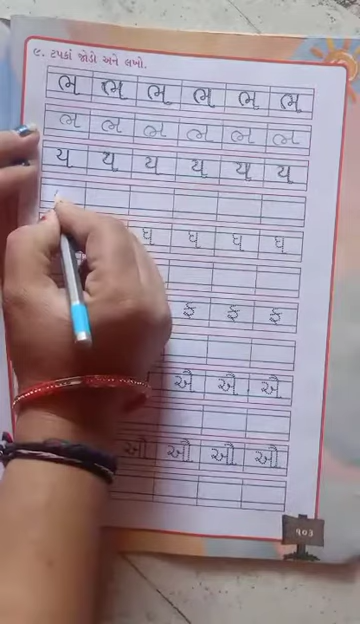 ૯. ટપકાં જોડો અને લખો.
ભ ભ ભ ભ ભ ભ
ભ ભ ભ ભ ભ ભ
ય ય ય ય ય ય
ઘ ઘ ઘ ઘ
ફ ફ ફ
ઐ ઐ ઐ
ઔ ઔ ઔ ઔ
૧૦૩